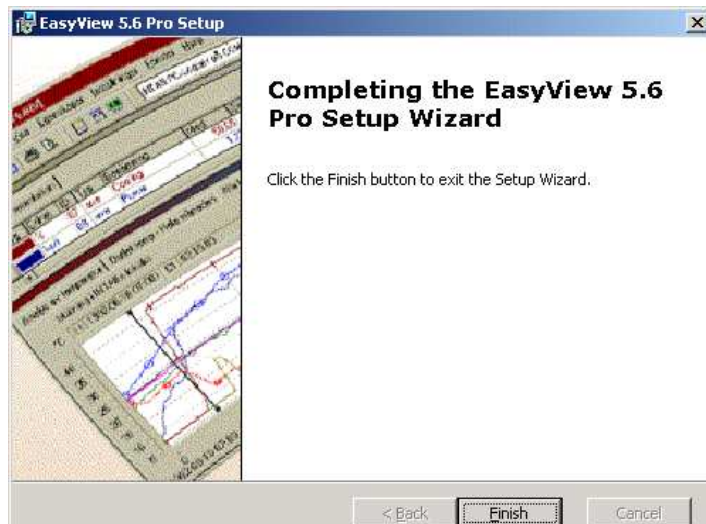 EasyView 5.6 Pro Setup
Completing the EasyView 5.6
Pro Setup Wizard
Click the Finish button to exit the Setup Wizard.
°C
< Back
Finish
Cancel